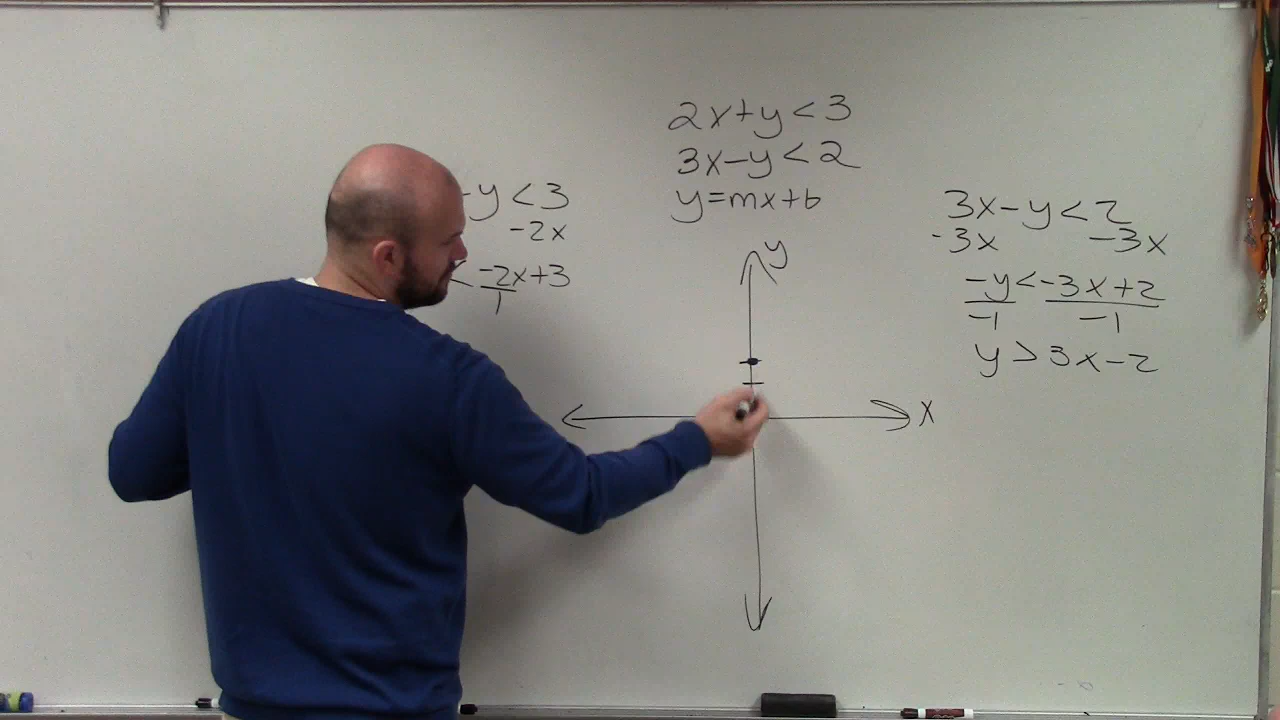 2x+y<3
3x-y<2
y=mx+b
-y<3
-2x
< -2x+3
1
y
x
3x-y<2
-3x -3x
-y<-3x+2
-1 -1
y>3x-2